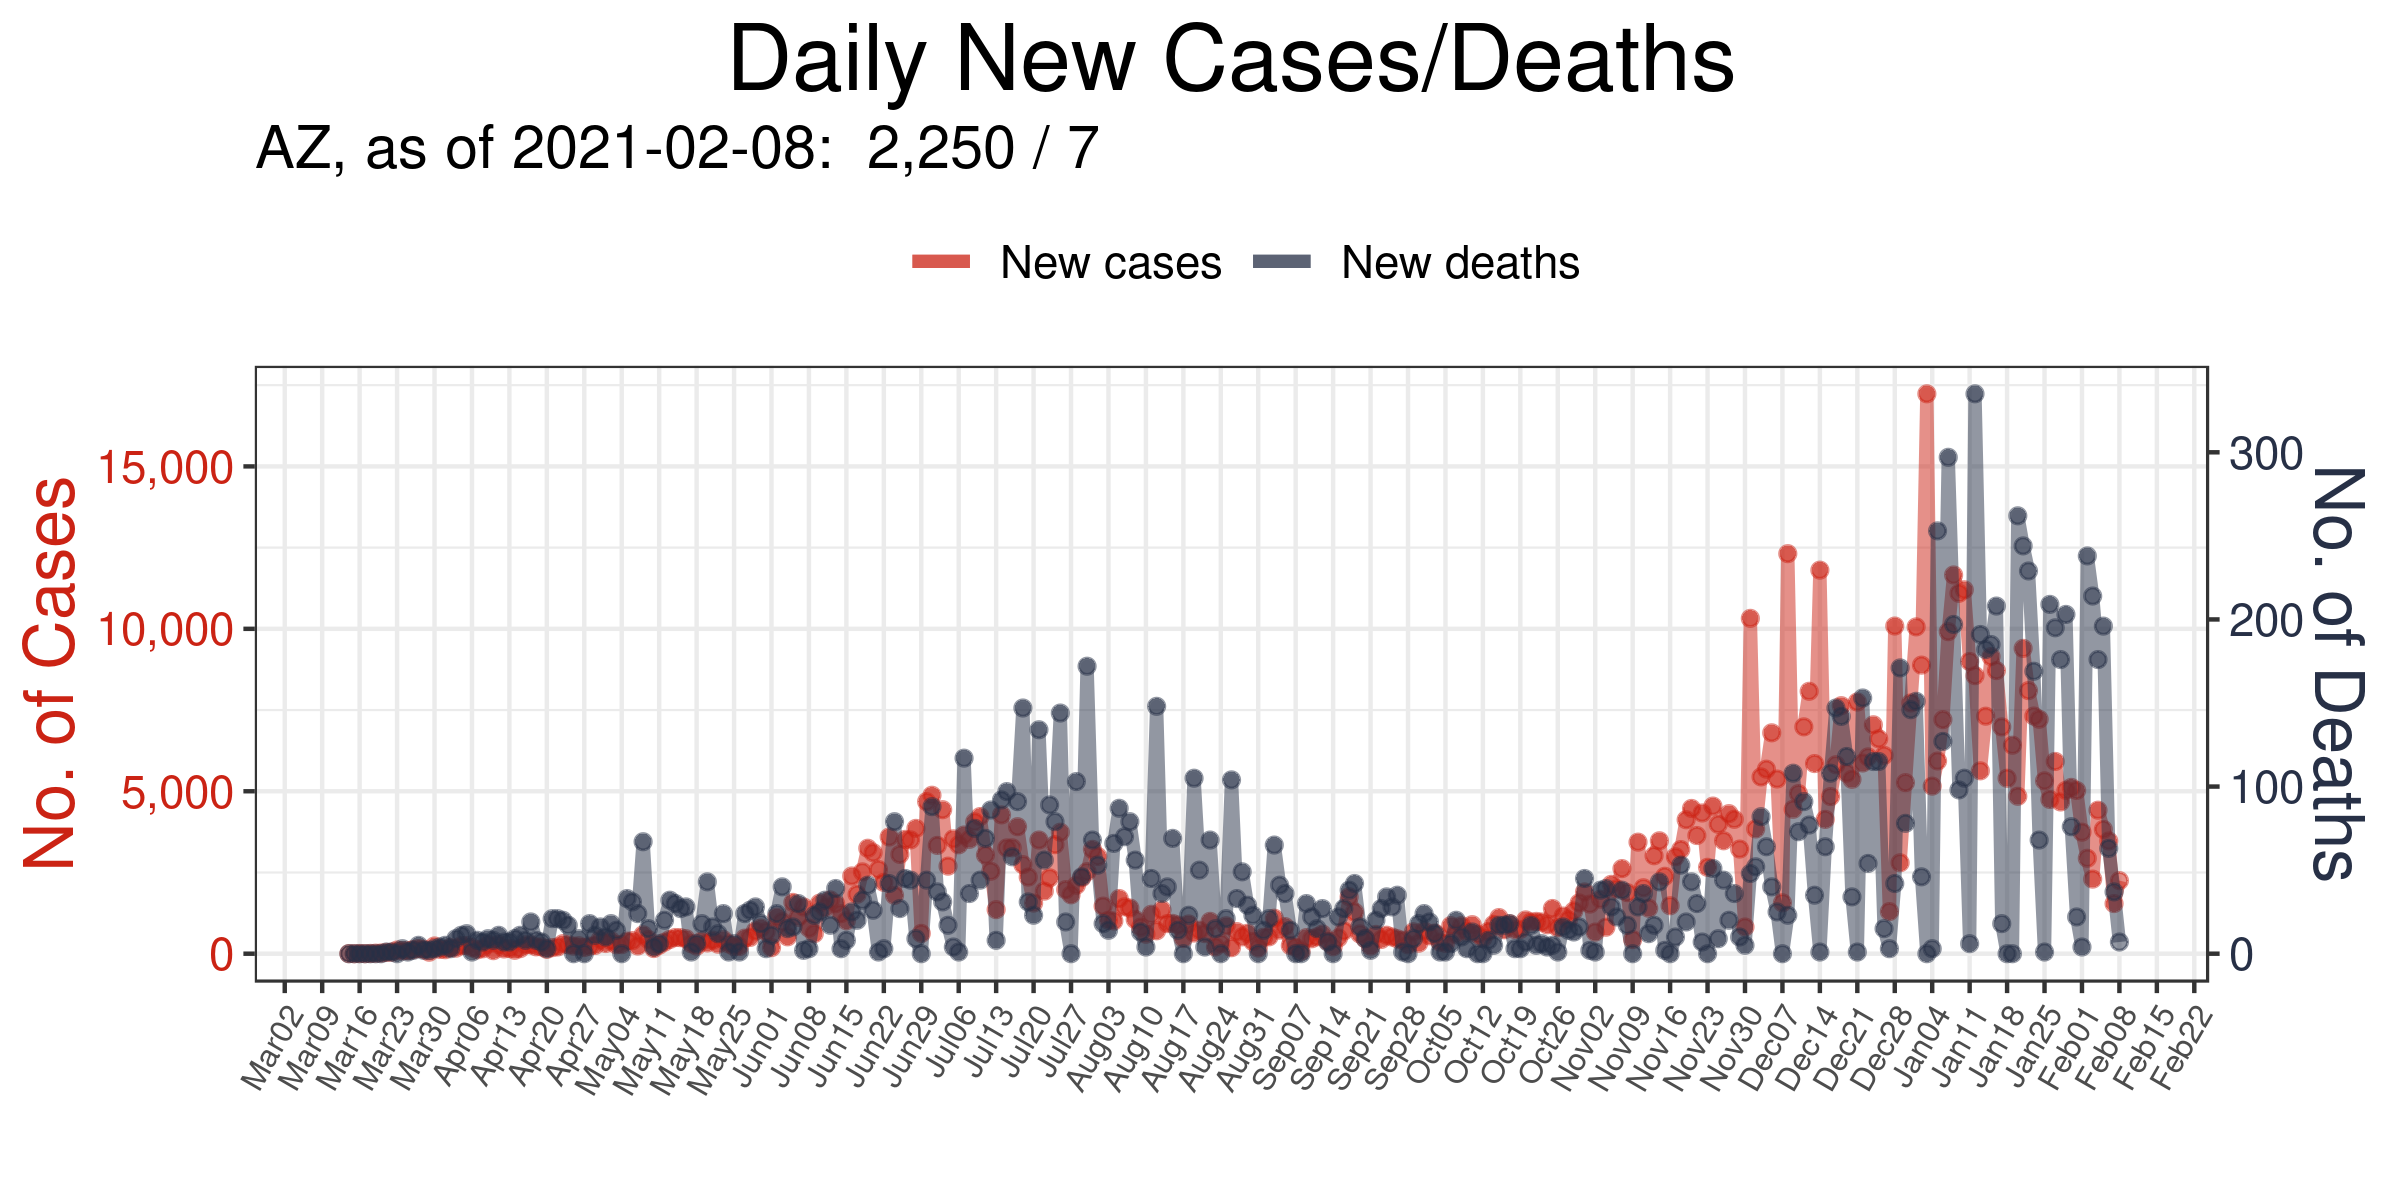 Daily New Cases/Deaths
AZ, as of 2021-02-08:  2,250 / 7
New cases
New deaths
No. of Cases
15,000
10,000
5,000
0
300
200
100
0
No. of Deaths
Mar02
Mar09
Mar16
Mar23
Mar30
Apr06
Apr13
Apr20
Apr27
May04
May11
May18
May25
Jun01
Jun08
Jun15
Jun22
Jun29
Jul06
Jul13
Jul20
Jul27
Aug03
Aug10
Aug17
Aug24
Aug31
Sep07
Sep14
Sep21
Sep28
Oct05
Oct12
Oct19
Oct26
Nov02
Nov09
Nov16
Nov23
Nov30
Dec07
Dec14
Dec21
Dec28
Jan04
Jan11
Jan18
Jan25
Feb01
Feb08
Feb15
Feb22